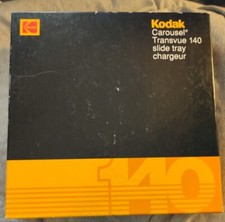 Kodak
Carousel*
Transvue 140
slide tray
chargeur
140